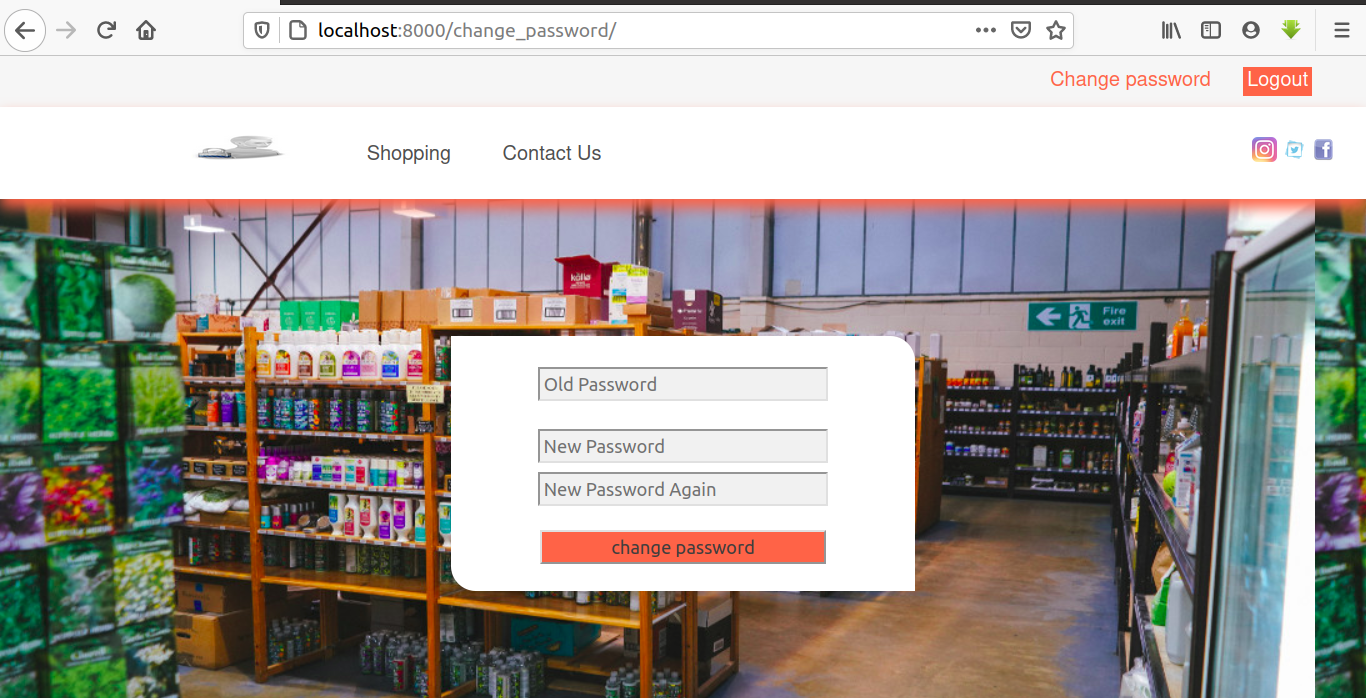 localhost:8000/change_password/
Change password
Logout
Shopping
Contact Us
kallo
Fire
exit
Old Password
New Password
New Password Again
change password